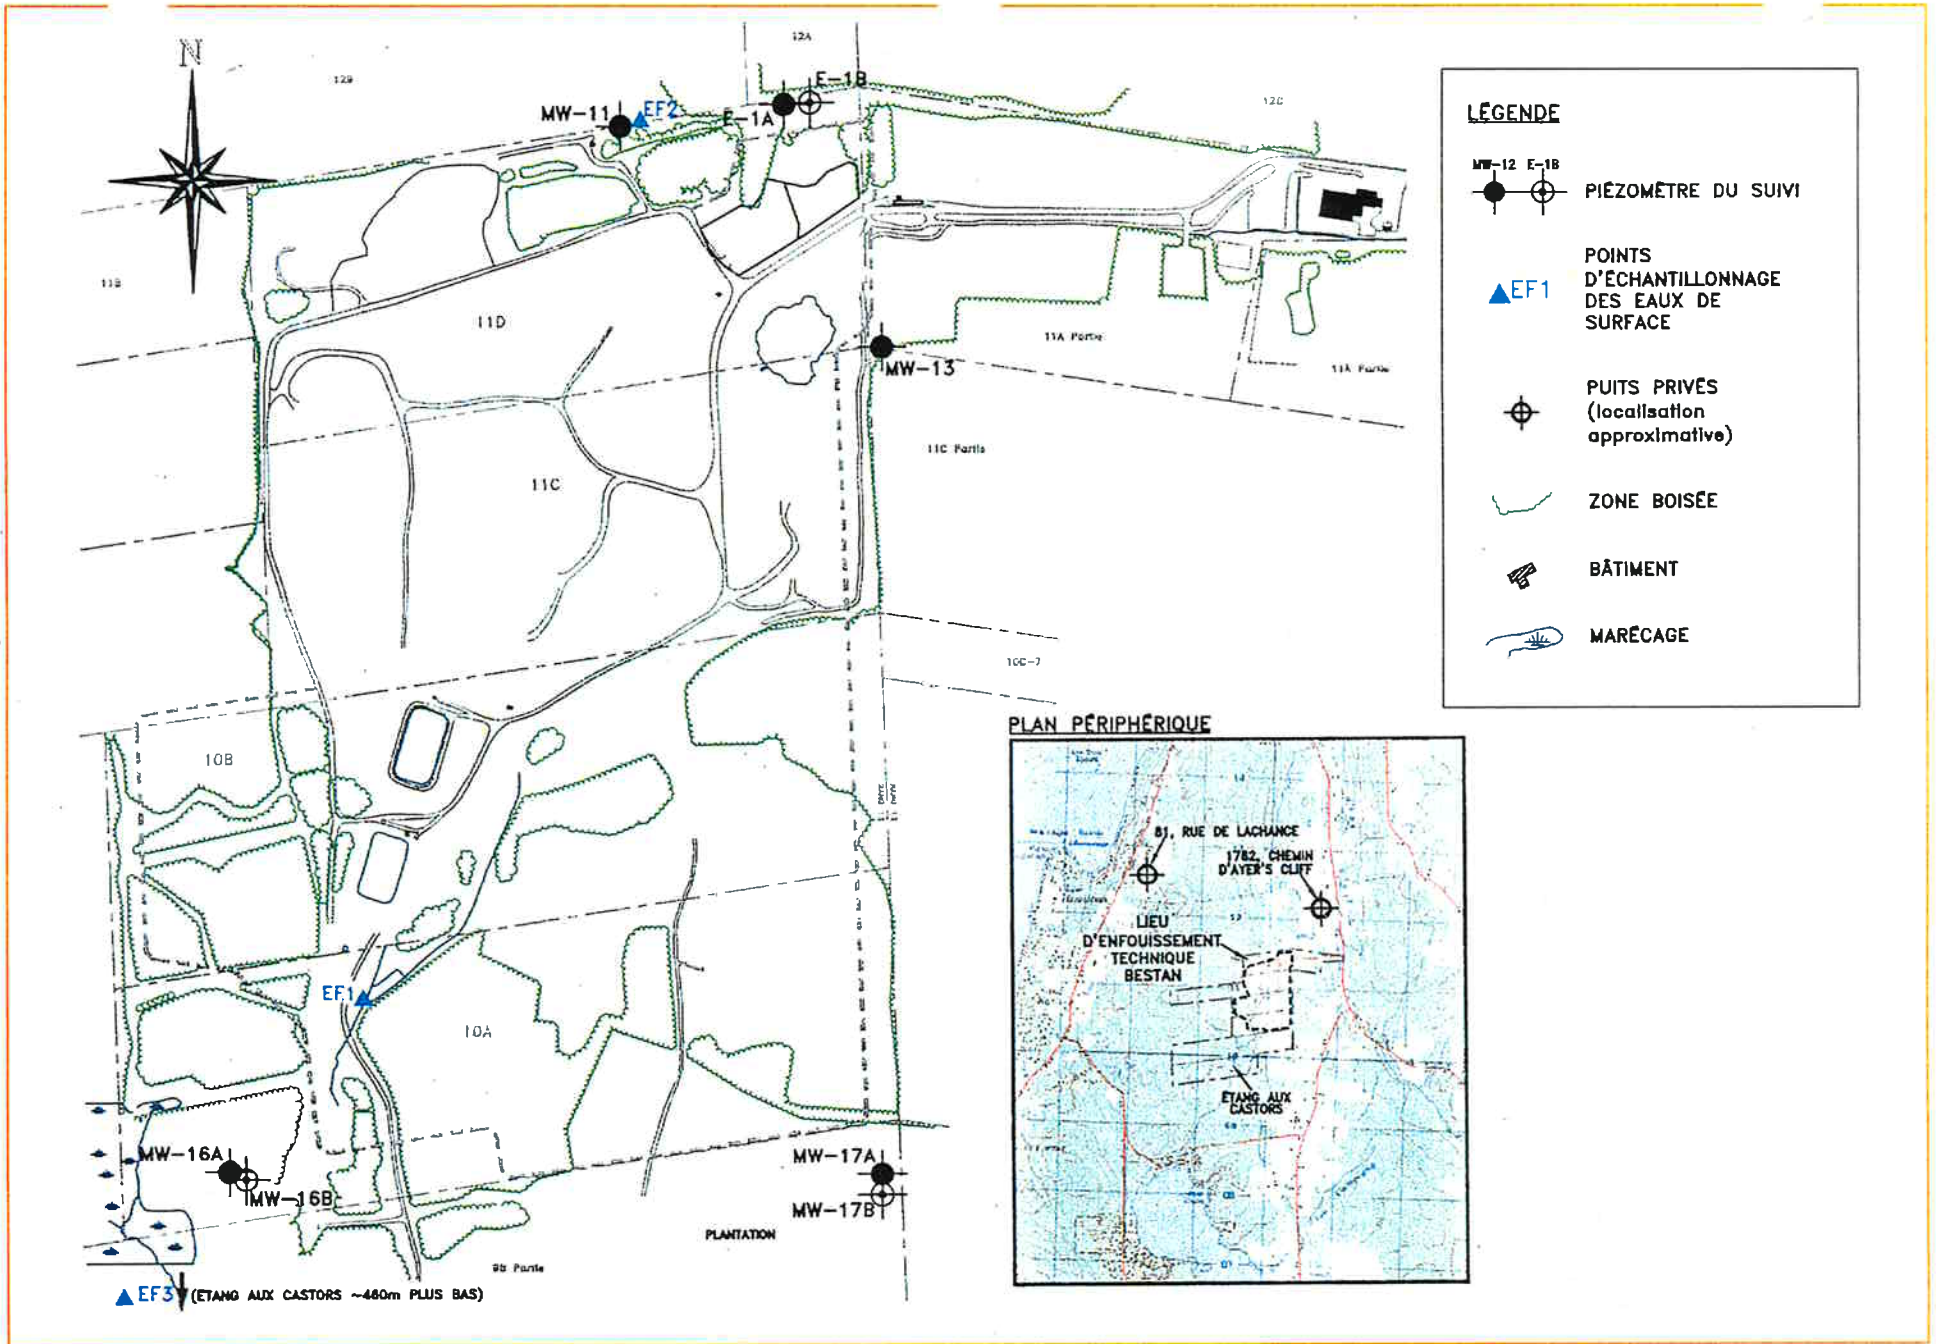 N
12B
12A
E-1B
MW-11
EF2
E-1A
12C
11B
11D
11A Partie
11A Partie
MW-13
11C Partis
11C
10C-7
10B
EF1
10A
MW-16A
MW-16B
MW-17A
MW-17B
PLANTATION
9b Partie
EF3 (ETANG AUX CASTORS ~460m PLUS BAS)
LÉGENDE
MW-12 E-1B
PIÉZOMÈTRE DU SUIVI
EF1
POINTS
D'ÉCHANTILLONNAGE
DES EAUX DE
SURFACE
PUITS PRIVÉS
(localisation
approximative)
ZONE BOISÉE
BÂTIMENT
MARÉCAGE
PLAN PÉRIPHÉRIQUE
81, RUE DE LACHANCE
1782, CHEMIN
D'AYER'S CLIFF
LIEU
D'ENFOUISSEMENT
TECHNIQUE
BESTAN
ÉTANG AUX
CASTORS